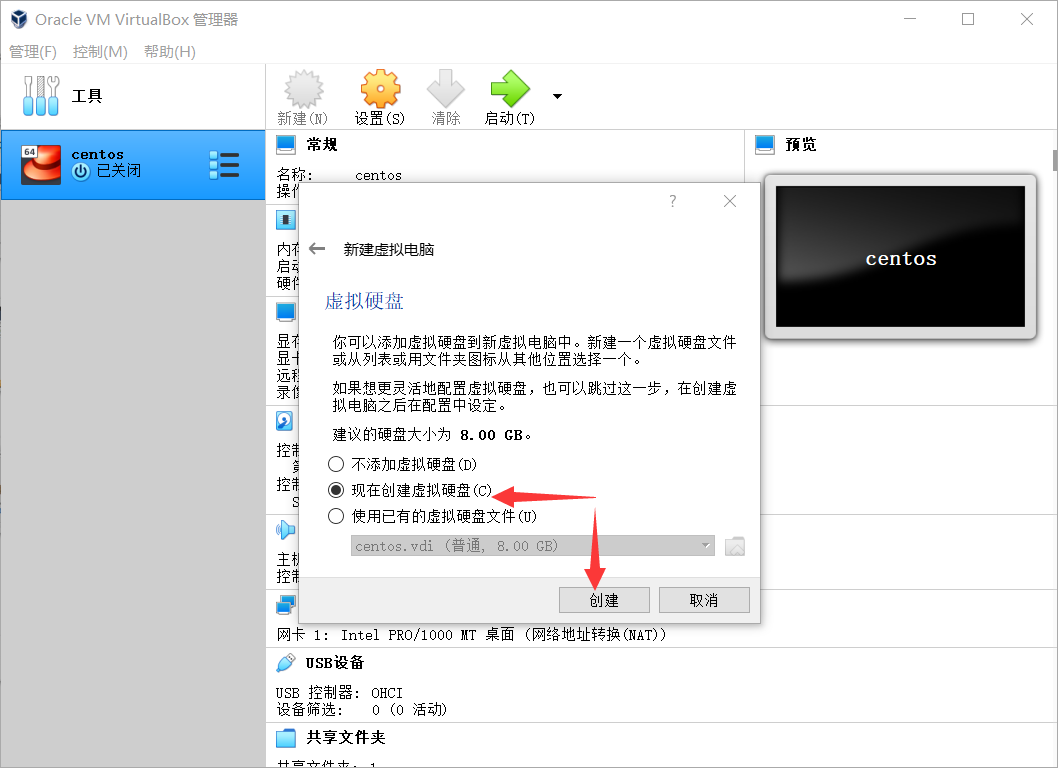 Oracle VM VirtualBox 管理器
管理(F) 控制(M) 帮助(H)
工具
新建(N) 设置(S) 清除 启动(T)
64
centos
已关闭
常规
名称: centos
操作
内存
启动
硬件
显存
显卡
远程
录像
控制
第
控制
S
主机
控制
预览
centos
?
新建虚拟电脑
虚拟硬盘
你可以添加虚拟硬盘到新虚拟电脑中。新建一个虚拟硬盘文件
或从列表或用文件夹图标从其他位置选择一个。
如果想更灵活地配置虚拟硬盘，也可以跳过这一步，在创建虚
拟电脑之后在配置中设定。
建议的硬盘大小为 8.00 GB。
不添加虚拟硬盘(D)
现在创建虚拟硬盘(C)
使用已有的虚拟硬盘文件(U)
centos.vdi (普通, 8.00 GB)
创建 取消
网卡 1: Intel PRO/1000 MT 桌面 (网络地址转换(NAT))
USB设备
USB 控制器: OHCI
设备筛选: 0 (0 活动)
共享文件夹
共享文件夹: 1